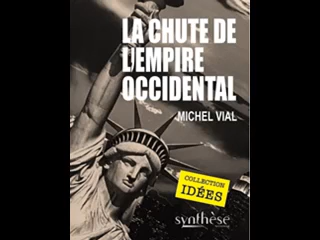 LA CHUTE DE
L'EMPIRE
OCCIDENTAL
MICHEL VIAL
COLLECTION
IDÉES
synthèse